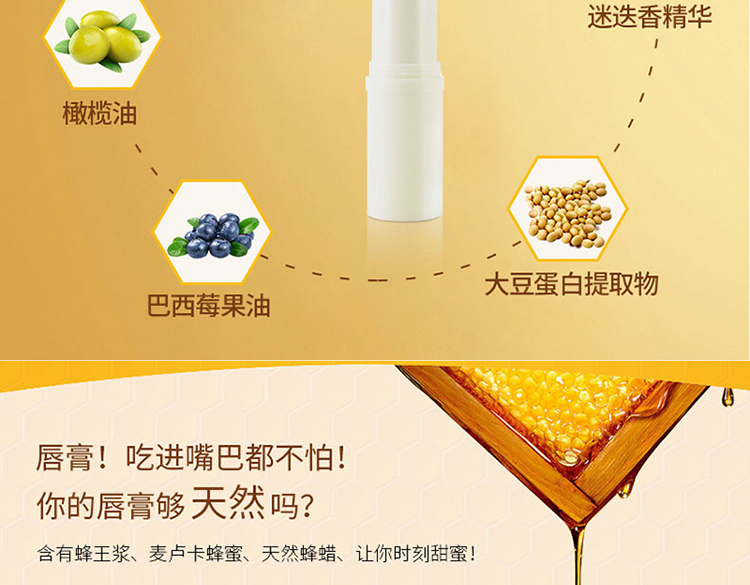 迷迭香精华
橄榄油
大豆蛋白提取物
巴西莓果油
唇膏！吃进嘴巴都不怕！
你的唇膏够天然吗？
含有蜂王浆、麦卢卡蜂蜜、天然蜂蜡、让你时刻甜蜜！